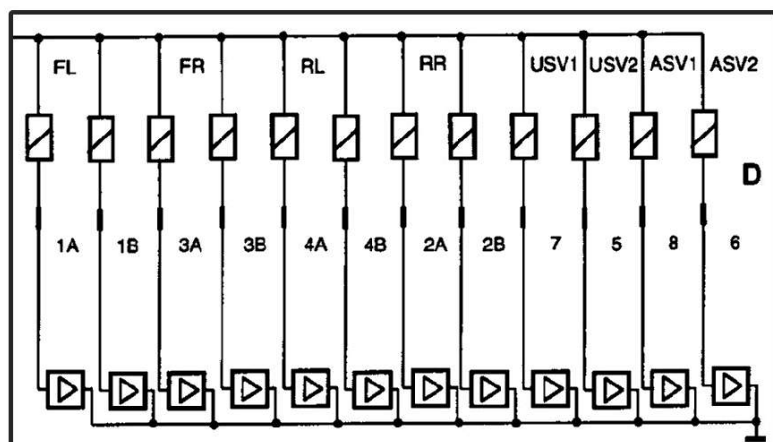 FL FR RL RR USV1 USV2 ASV1 ASV2
D
1A 1B 3A 3B 4A 4B 2A 2B 7 5 8 6